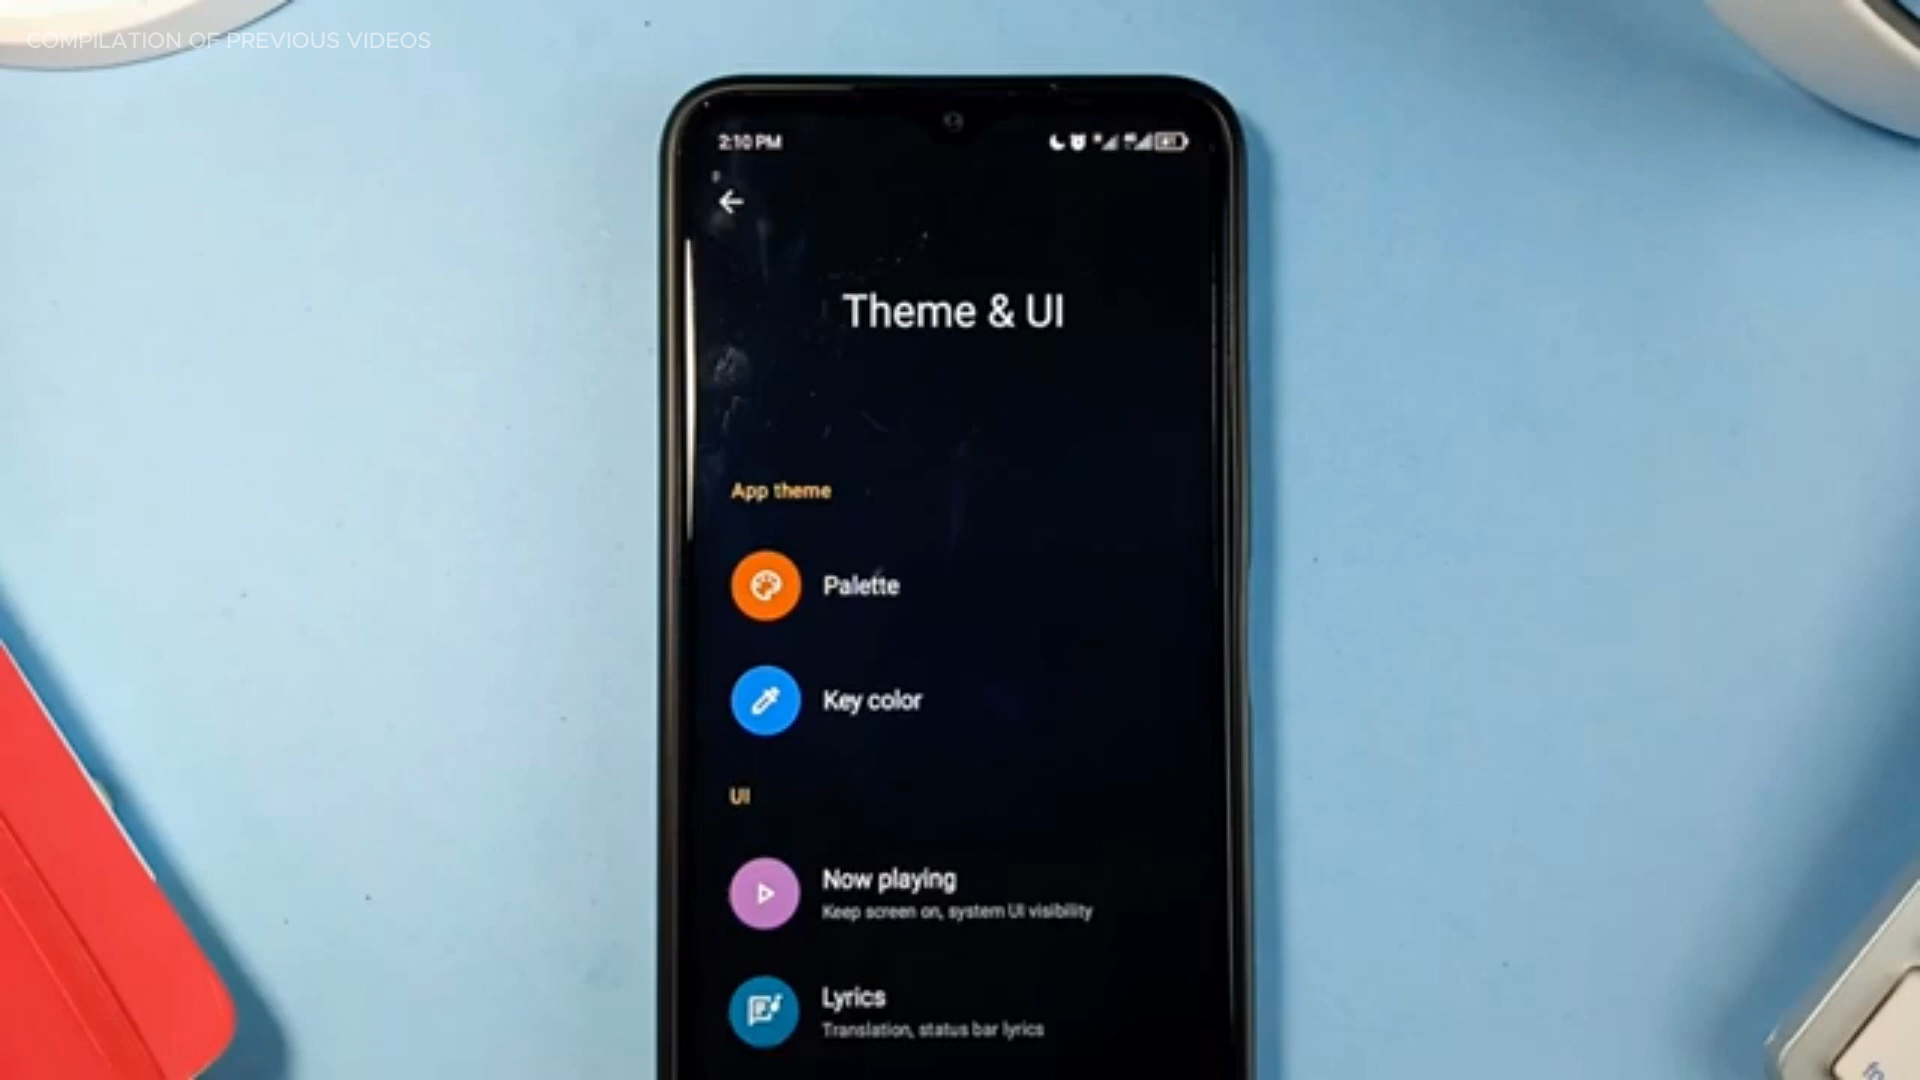 COMPILATION OF PREVIOUS VIDEOS
2:10 PM
Theme & UI
App theme
Palette
Key color
UI
Now playing
Keep screen on, system UI visibility
Lyrics
Translation, status bar lyrics